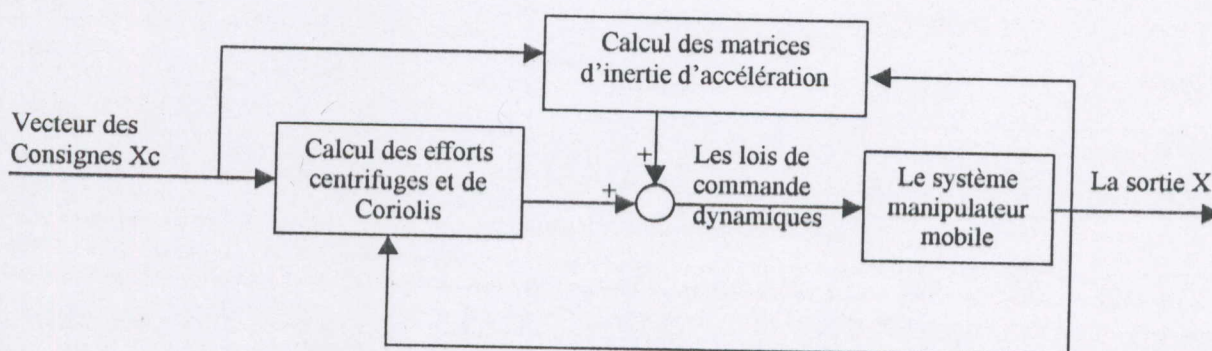 Calcul des matrices
d'inertie d'accélération
Vecteur des
Consignes Xc
Calcul des efforts
centrifuges et de
Coriolis
+
+
Les lois de
commande
dynamiques
Le système
manipulateur
mobile
La sortie X